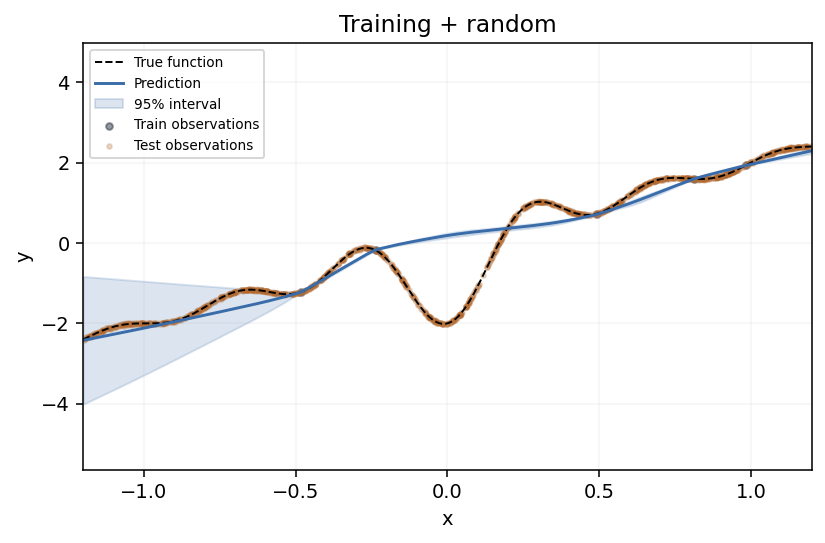 Training + random
True function
Prediction
95% interval
Train observations
Test observations
4
2
0
−2
−4
y
−1.0 −0.5 0.0 0.5 1.0
x